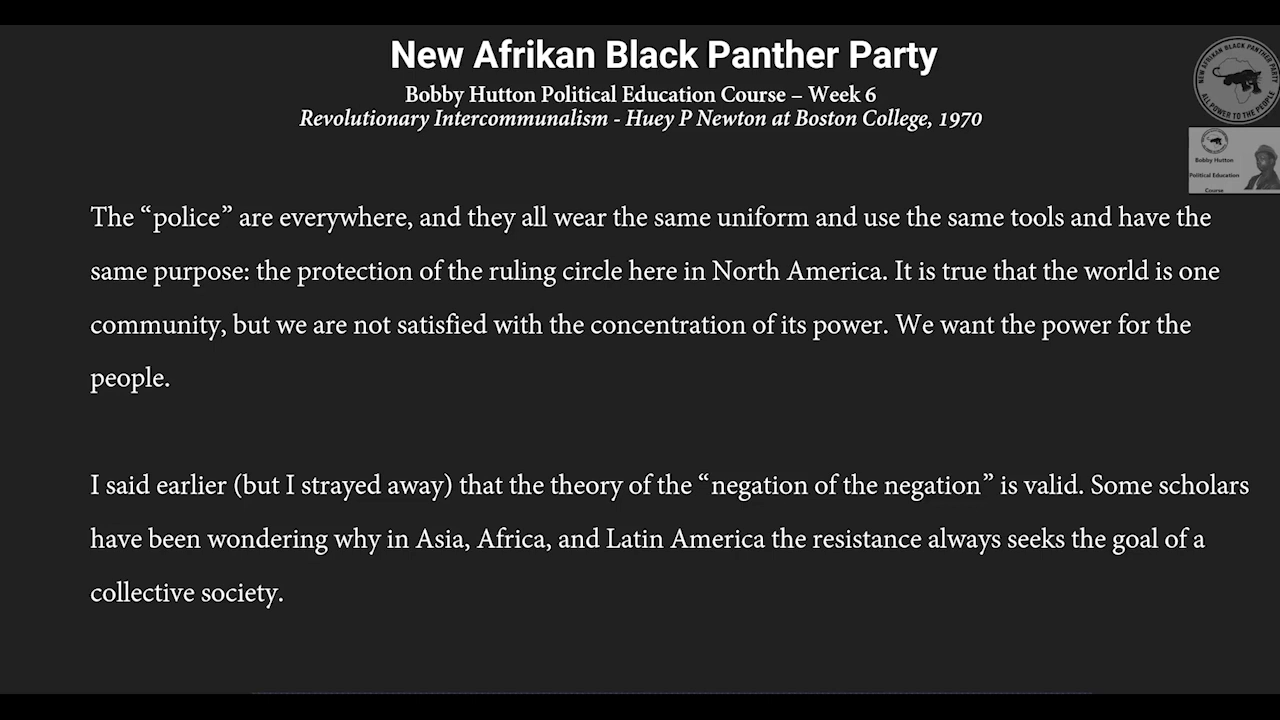 New Afrikan Black Panther Party
Bobby Hutton Political Education Course – Week 6
Revolutionary Intercommunalism - Huey P Newton at Boston College, 1970
NEW AFRIKAN BLACK PANTHER PARTY
ALL POWER TO THE PEOPLE
Bobby Hutton
Political Education
Course
The “police” are everywhere, and they all wear the same uniform and use the same tools and have the
same purpose: the protection of the ruling circle here in North America. It is true that the world is one
community, but we are not satisfied with the concentration of its power. We want the power for the
people.
I said earlier (but I strayed away) that the theory of the “negation of the negation” is valid. Some scholars
have been wondering why in Asia, Africa, and Latin America the resistance always seeks the goal of a
collective society.